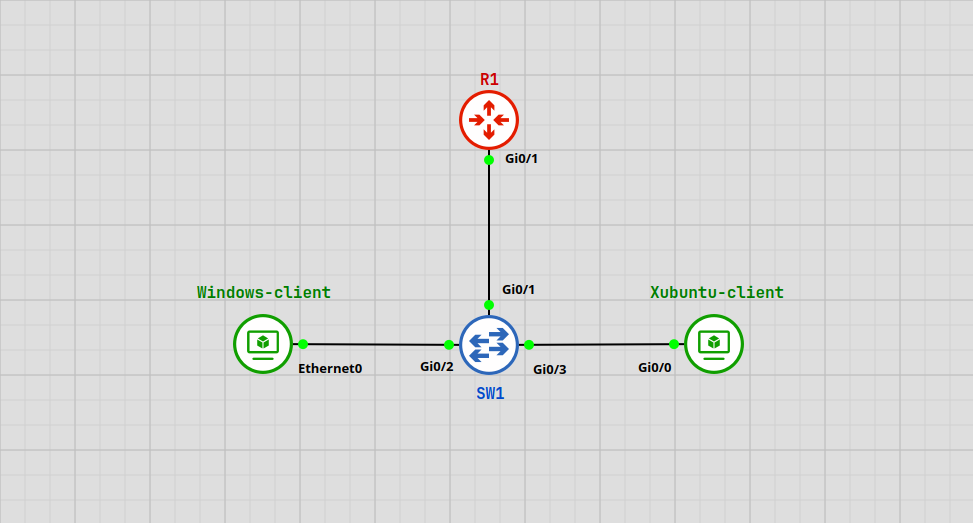 R1
Gi0/1
Gi0/1
Windows-client
Xubuntu-client
Ethernet0
Gi0/2
Gi0/3
Gi0/0
SW1